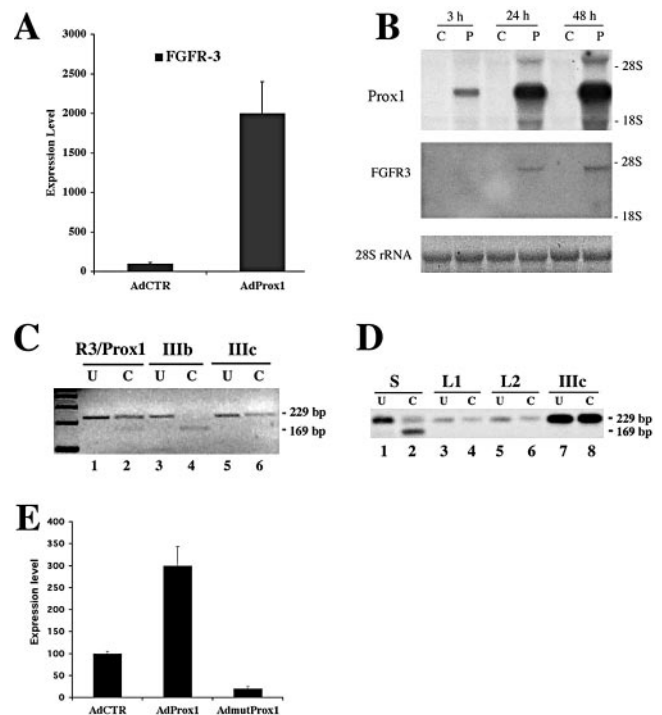 A
FGFR-3
Expression Level
3000
2500
2000
1500
1000
500
0
AdCTR AdProx1
B
3 h 24 h 48 h
C P C P C P
Prox1
- 28S
- 18S
FGFR3
- 28S
- 18S
28S rRNA
C
R3/Prox1 IIIb IIIc
U C U C U C
- 229 bp
- 169 bp
1 2 3 4 5 6
D
S L1 L2 IIIc
U C U C U C U C
- 229 bp
- 169 bp
1 2 3 4 5 6 7 8
E
Expression level
400
350
300
250
200
150
100
50
0
AdCTR AdProx1 AdmutProx1